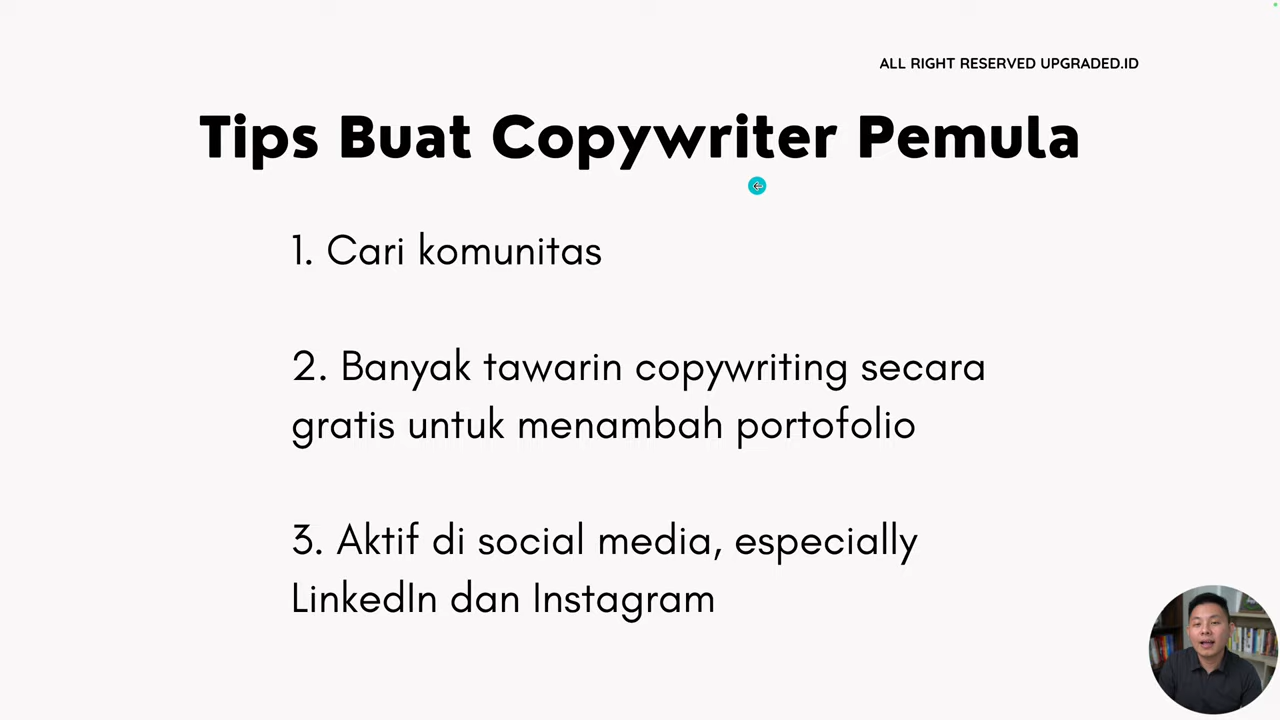 ALL RIGHT RESERVED UPGRADED.ID
Tips Buat Copywriter Pemula
1. Cari komunitas
2. Banyak tawarin copywriting secara
gratis untuk menambah portofolio
3. Aktif di social media, especially
LinkedIn dan Instagram